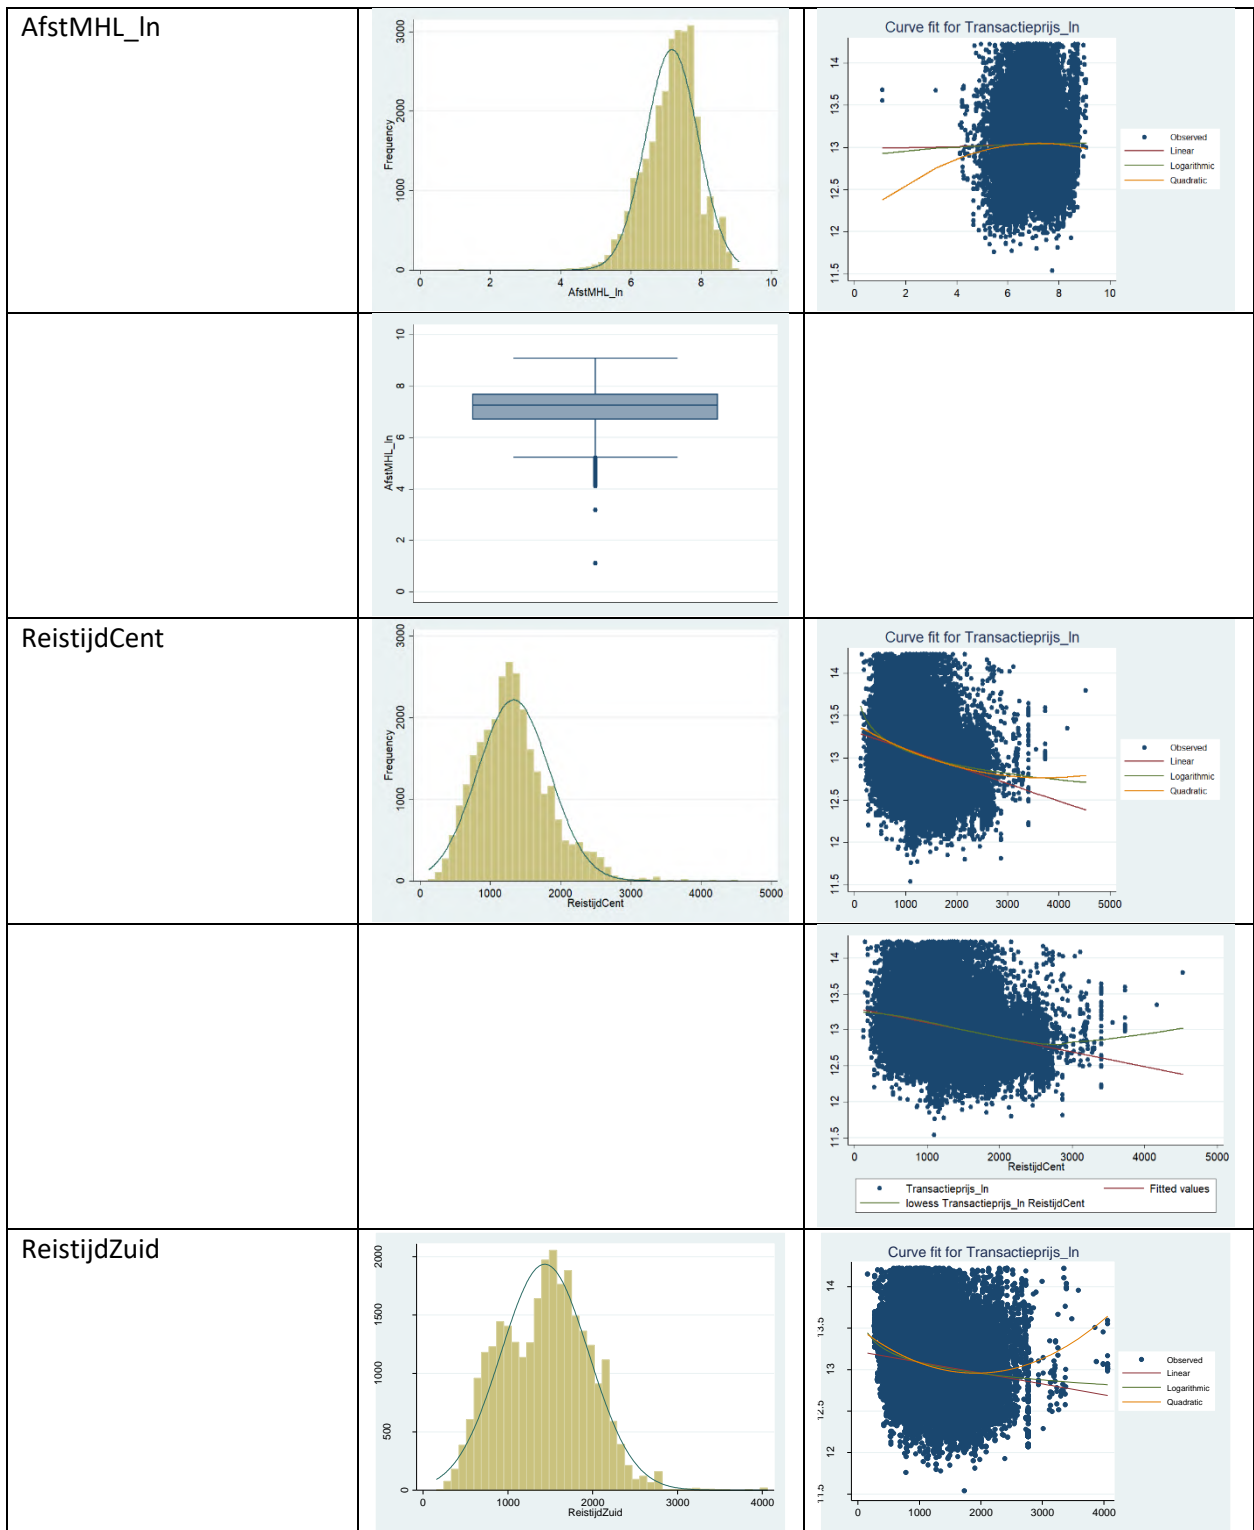 AfstMHL_ln
3000
2000
1000
0
Frequency
0 2 4 6 8 10
AfstMHL_ln
Curve fit for Transactieprijs_ln
14
13.5
13
12.5
12
11.5
0 2 4 6 8 10
Observed
Linear
Logarithmic
Quadratic
10
8
6
4
2
0
AfstMHL_ln
ReistijdCent
3000
2000
1000
0
Frequency
0 1000 2000 3000 4000 5000
ReistijdCent
Curve fit for Transactieprijs_ln
14
13.5
13
12.5
12
11.5
0 1000 2000 3000 4000 5000
Observed
Linear
Logarithmic
Quadratic
14
13.5
13
12.5
12
11.5
0 1000 2000 3000 4000 5000
ReistijdCent
Transactieprijs_ln Fitted values
lowess Transactieprijs_ln ReistijdCent
ReistijdZuid
2000
1500
1000
500
0
0 1000 2000 3000 4000
ReistijdZuid
Curve fit for Transactieprijs_ln
14
13.5
13
12.5
12
11.5
0 1000 2000 3000 4000
Observed
Linear
Logarithmic
Quadratic